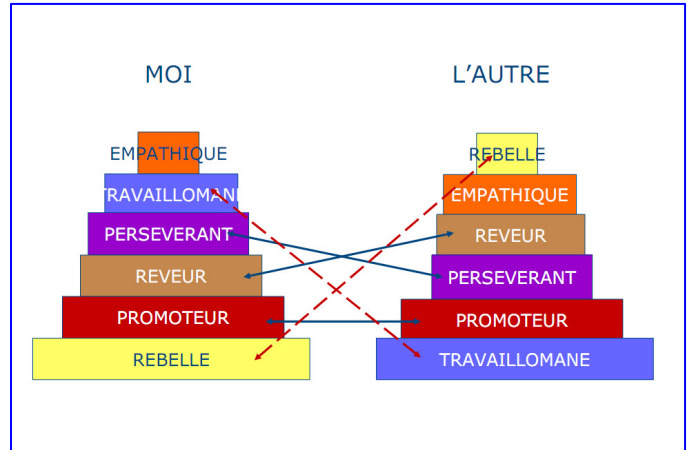 MOI
L'AUTRE
EMPATHIQUE
TRAVAILLOMANE
PERSEVERANT
REVEUR
PROMOTEUR
REBELLE
REBELLE
EMPATHIQUE
REVEUR
PERSEVERANT
PROMOTEUR
TRAVAILLOMANE